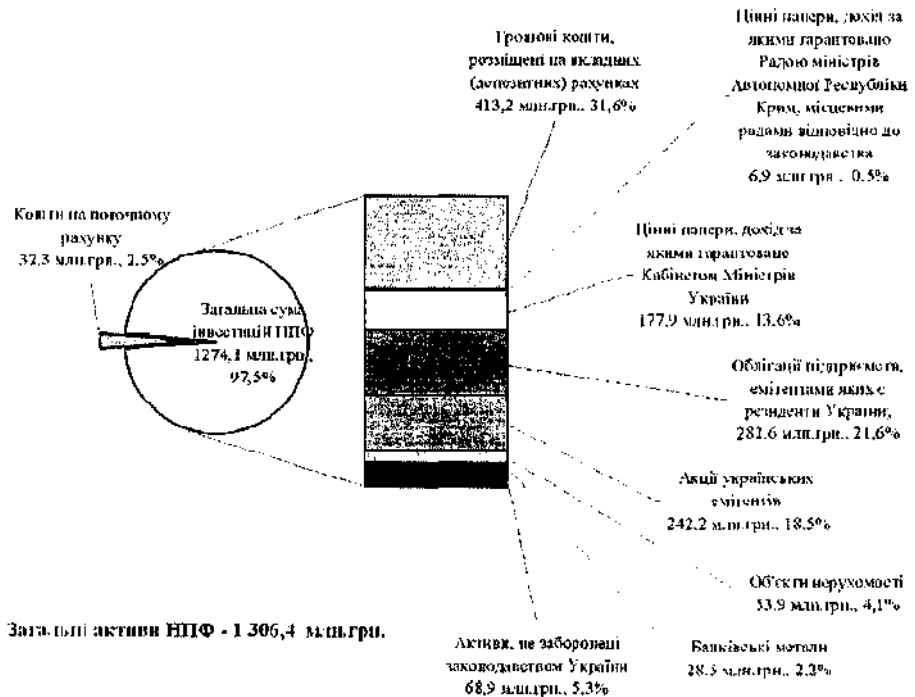 Грошові кошти,
розміщені на вкладних
(депозитних) рахунках
413,2 млн.грн., 31,6%
Цінні папери, дохід за
якими гарантовано
Радою міністрів
Автономної Республіки
Крим, місцевими
радами відповідно до
законодавства
6,9 млн.грн., 0.5%
Кошти на поточному
рахунку
32.3 млн.грн., 2.5%
Загальна сума
інвестацій НПФ
1274,1 млн.грн.,
97,5%
Цінні папери, дохід за
якими гарантовано
Кабінетом Міністрів
України
177.9 млн.грн., 13.6%
Облігації підприємств,
емітентами яких є
резиденти України;
281.6 млн.грн., 21,6%
Акції українських
емітентів
242.2 млн.грн., 18.5%
Об'єкти нерухомості
53.9 млн.грн., 4,1%
Банківські метали
28.5 млн.грн., 2.2%
Активи, не заборонені
законодавством України
68,9 млн.грн., 5,3%
Загальні активи НПФ - 1 306,4 млн.грн.